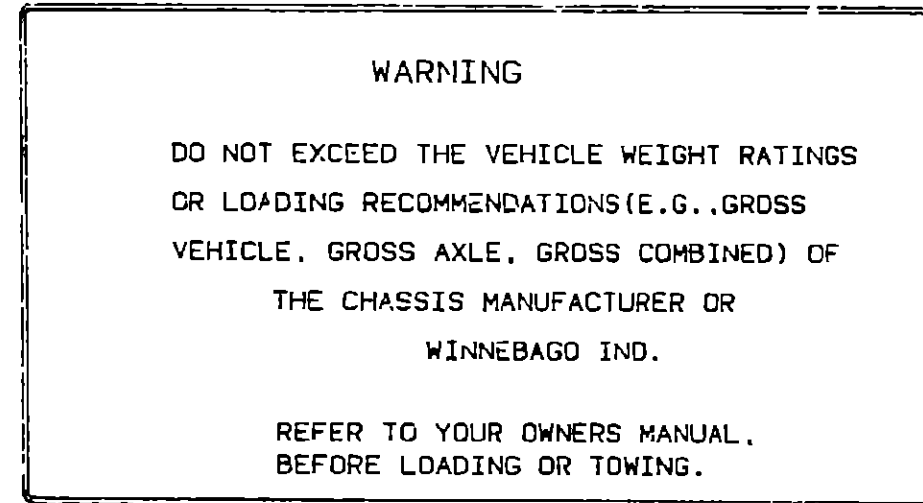 WARNING
DO NOT EXCEED THE VEHICLE WEIGHT RATINGS
OR LOADING RECOMMENDATIONS(E.G.,GROSS
VEHICLE, GROSS AXLE, GROSS COMBINED) OF
THE CHASSIS MANUFACTURER OR
WINNEBAGO IND.
REFER TO YOUR OWNERS MANUAL,
BEFORE LOADING OR TOWING.